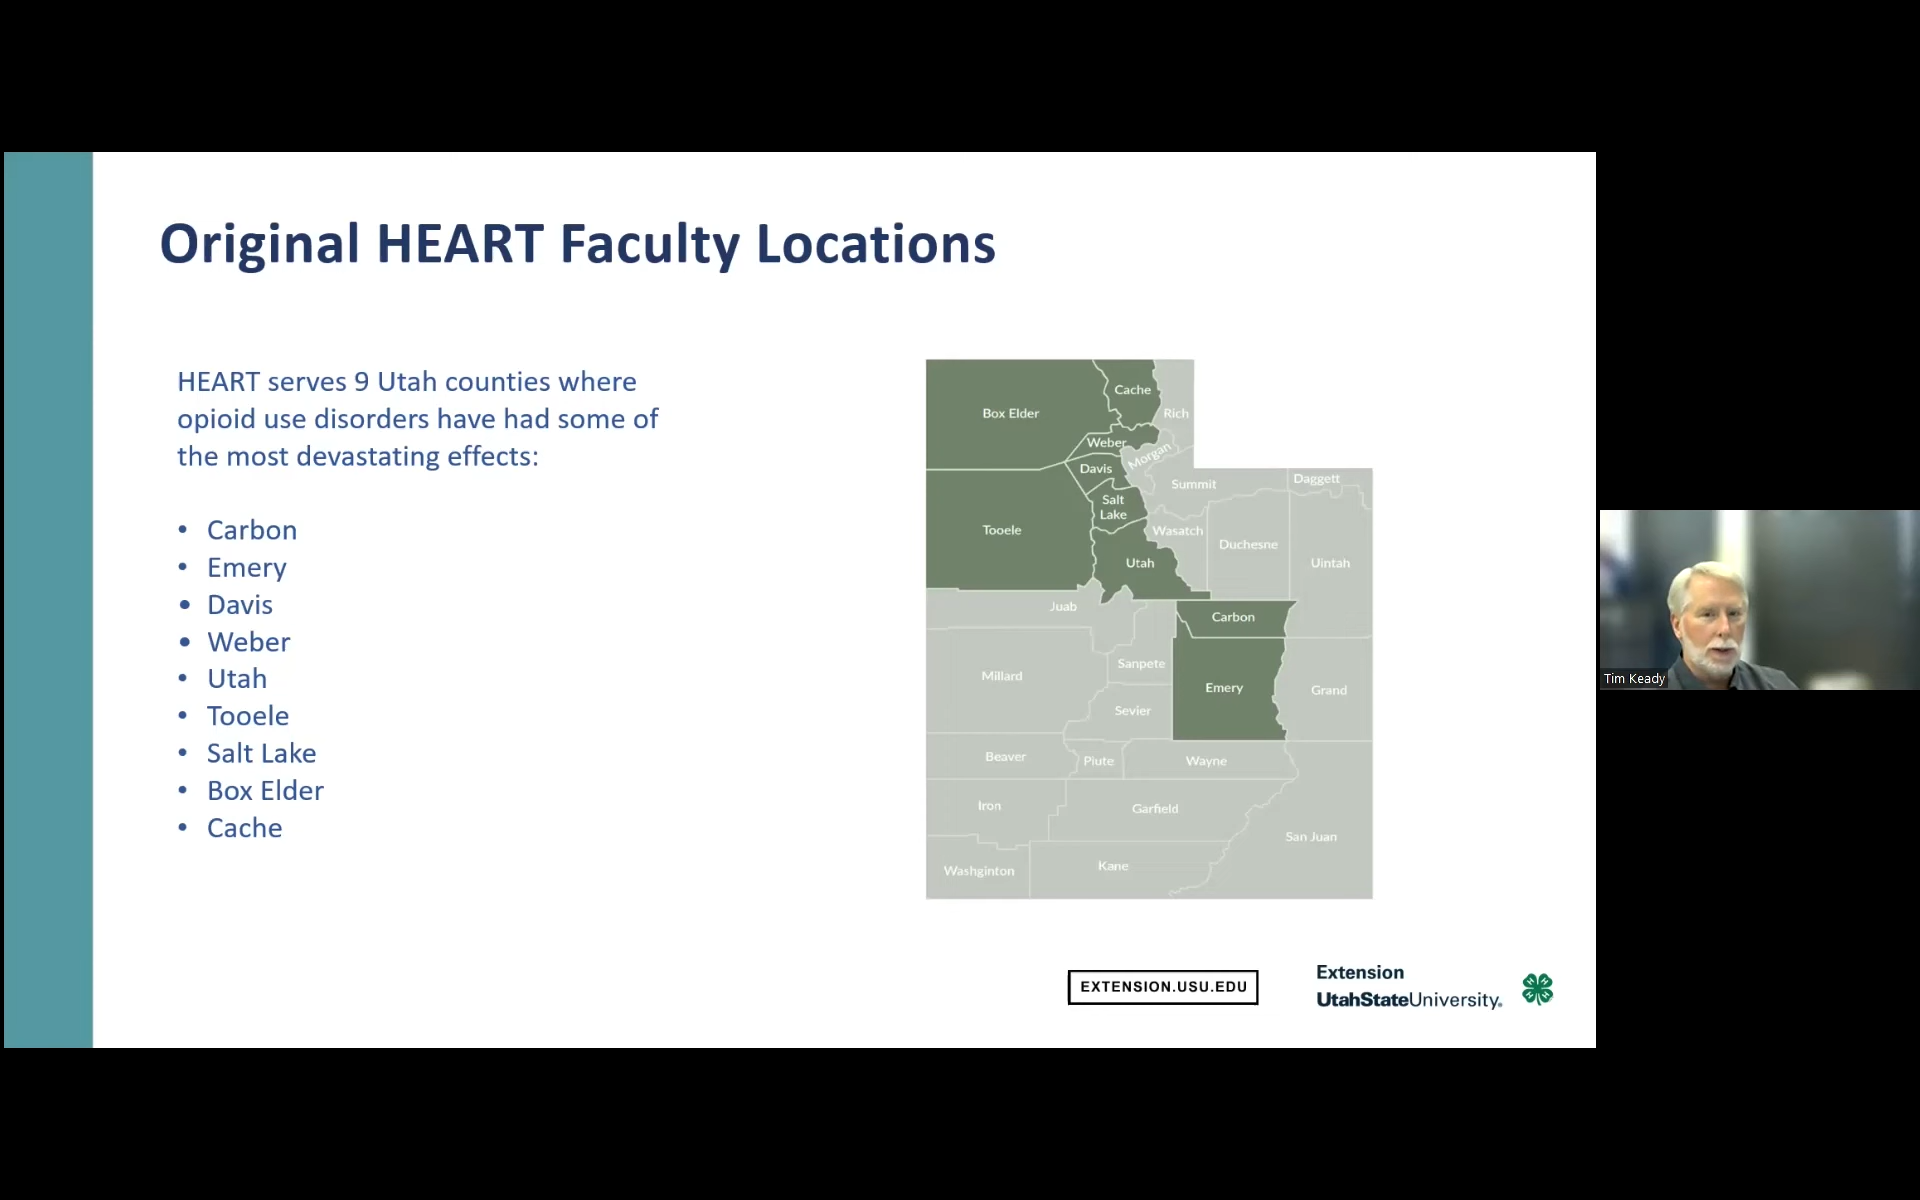 Original HEART Faculty Locations
HEART serves 9 Utah counties where
opioid use disorders have had some of
the most devastating effects:
• Carbon
• Emery
• Davis
• Weber
• Utah
• Tooele
• Salt Lake
• Box Elder
• Cache
Cache
Box Elder
Rich
Weber
Morgan
Davis
Summit
Daggett
Salt
Lake
Tooele
Wasatch
Duchesne
Utah
Uintah
Juab
Carbon
Sanpete
Millard
Emery
Grand
Sevier
Beaver
Piute
Wayne
Iron
Garfield
San Juan
Kane
Washginton
Tim Keady
EXTENSION.USU.EDU
Extension
UtahStateUniversity®
H H H H